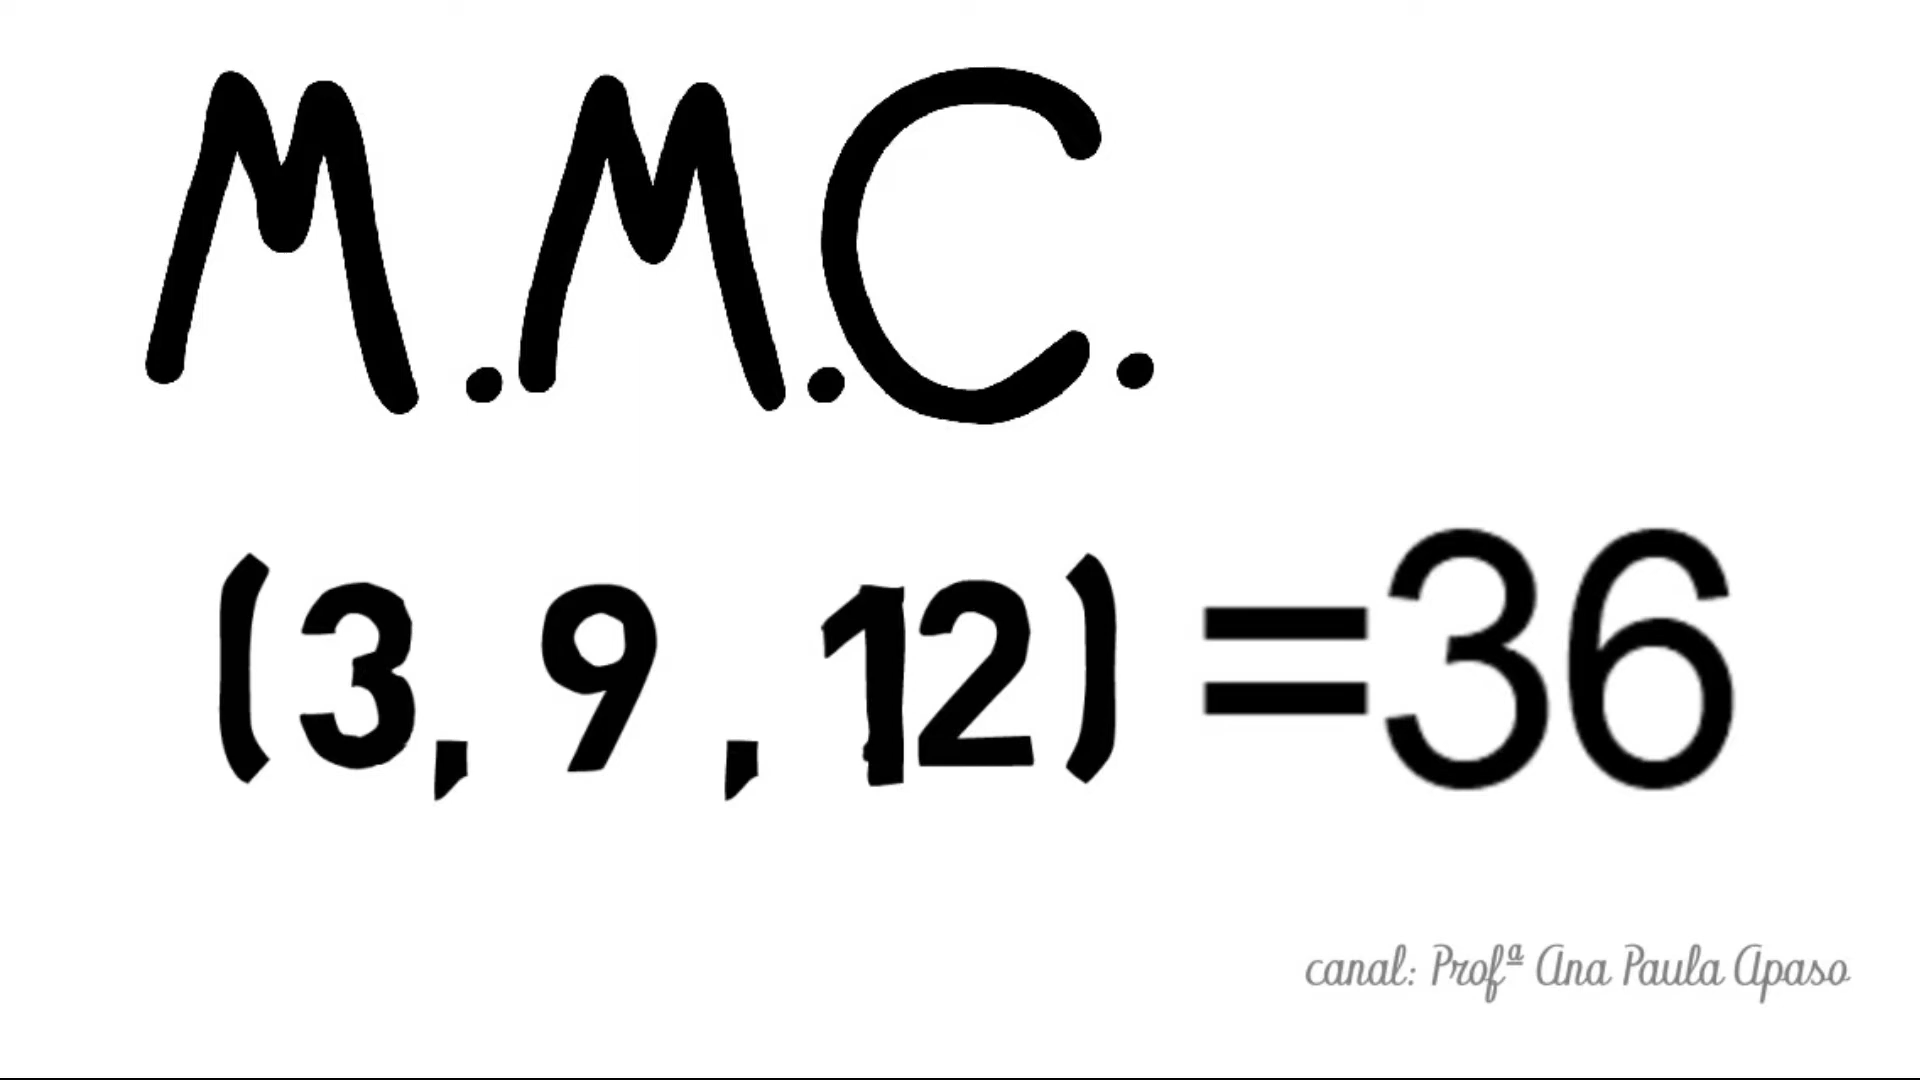 M.M.C.
(3, 9, 12) =36
canal: Profª Ana Paula Apaso